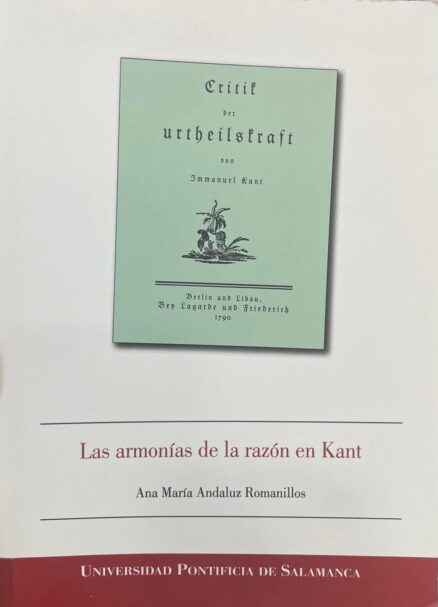 Critik
der
urtheilskraft
von
Immanuel Kant
Berlin und Libau,
Bey Lagarde und Friederich
1790
Las armonías de la razón en Kant
Ana María Andaluz Romanillos
UNIVERSIDAD PONTIFICIA DE SALAMANCA